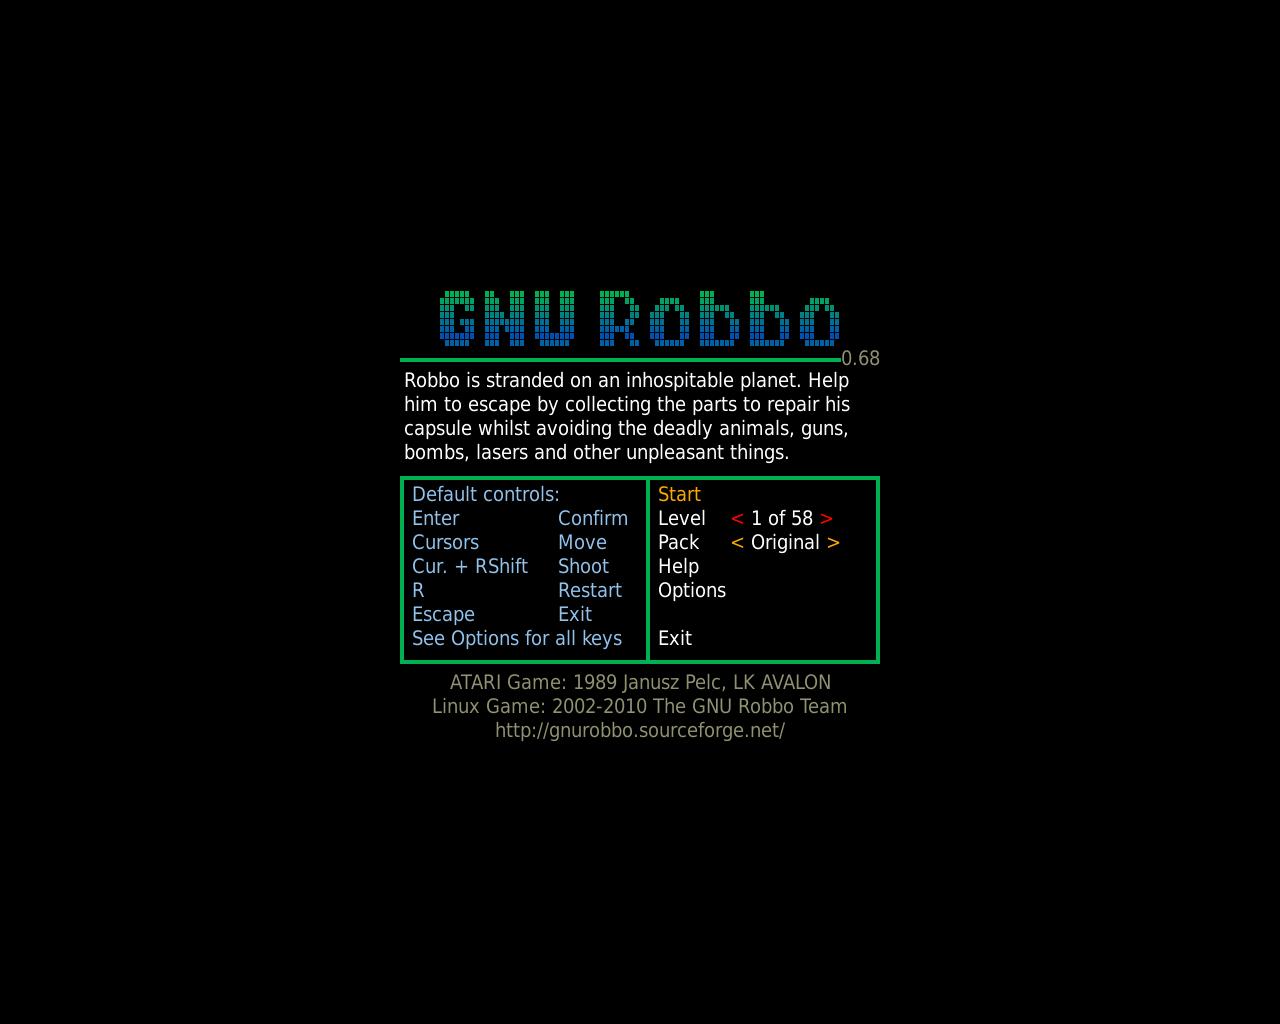 GNU Robbo
0.68
Robbo is stranded on an inhospitable planet. Help
him to escape by collecting the parts to repair his
capsule whilst avoiding the deadly animals, guns,
bombs, lasers and other unpleasant things.
Default controls:
Enter Confirm
Cursors Move
Cur. + RShift Shoot
R Restart
Escape Exit
See Options for all keys
Start
Level < 1 of 58 >
Pack < Original >
Help
Options
Exit
ATARI Game: 1989 Janusz Pelc, LK AVALON
Linux Game: 2002-2010 The GNU Robbo Team
http://gnurobbo.sourceforge.net/